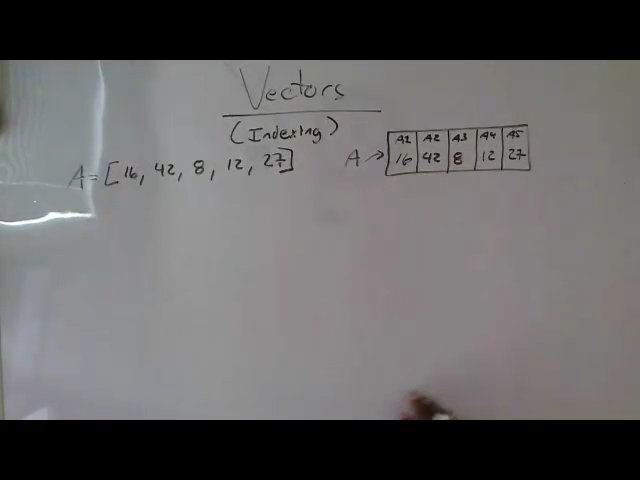 Vectors
(Indexing)
A = [16, 42, 8, 12, 27]
A → A1 A2 A3 A4 A5
16 42 8 12 27